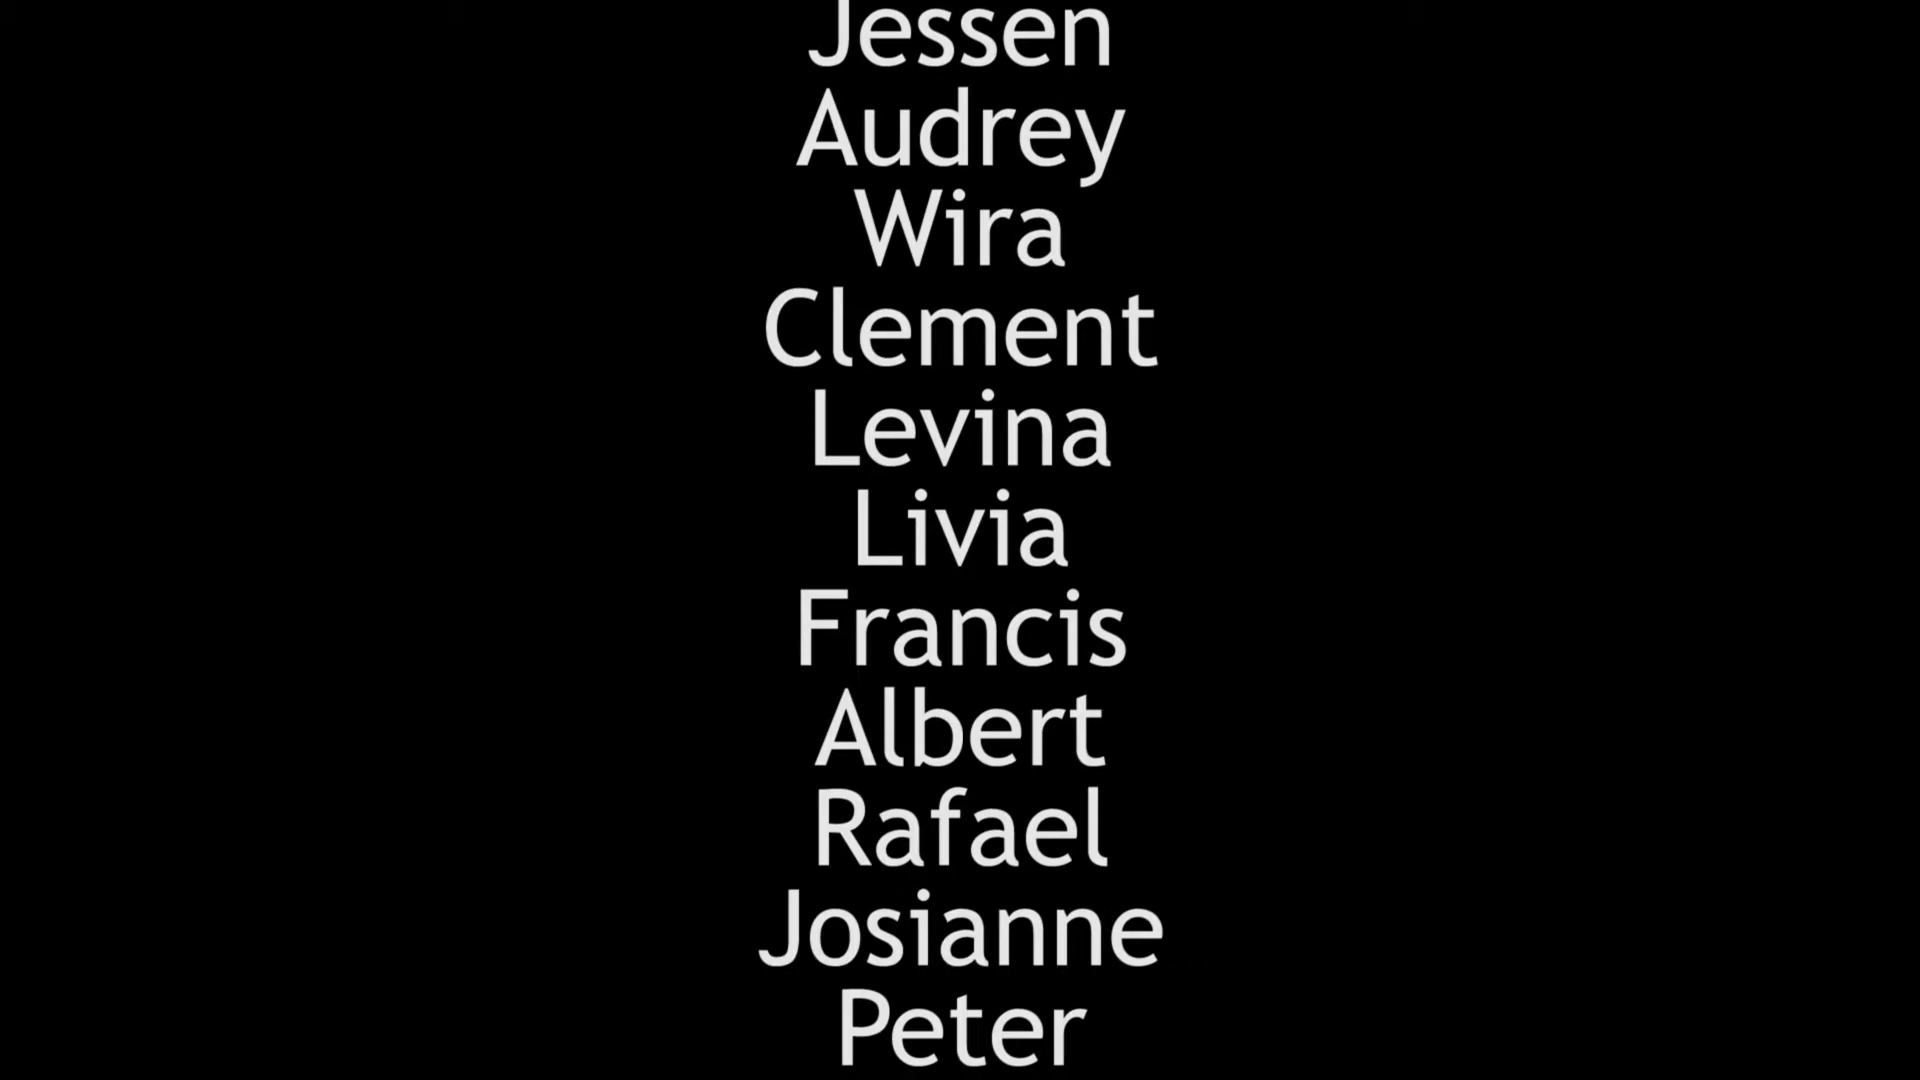 Jessen
Audrey
Wira
Clement
Levina
Livia
Francis
Albert
Rafael
Josianne
Peter